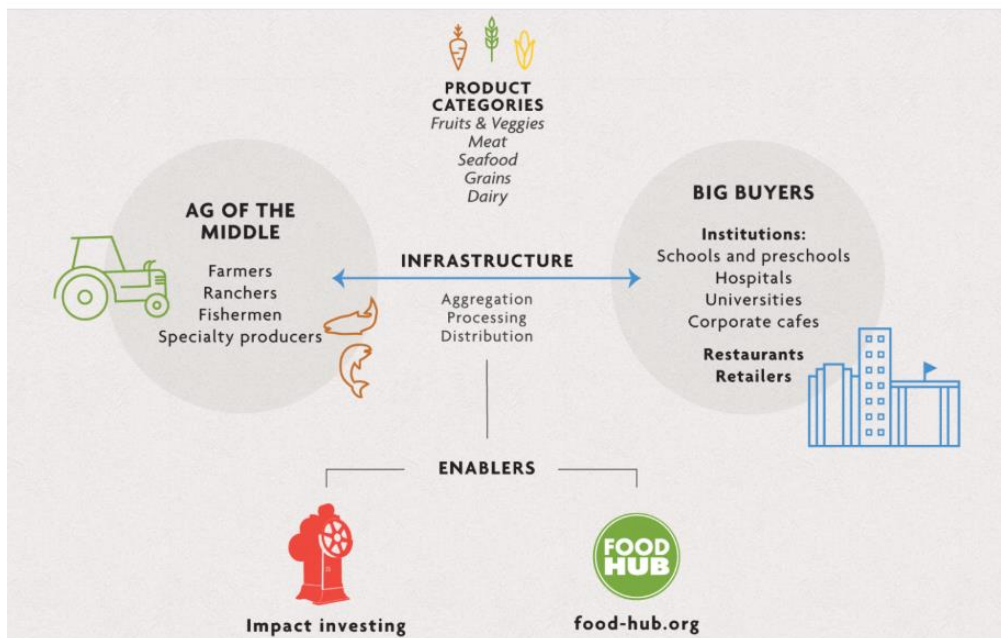 PRODUCT
CATEGORIES
Fruits & Veggies
Meat
Seafood
Grains
Dairy
AG OF THE
MIDDLE
Farmers
Ranchers
Fishermen
Specialty producers
INFRASTRUCTURE
Aggregation
Processing
Distribution
BIG BUYERS
Institutions:
Schools and preschools
Hospitals
Universities
Corporate cafes
Restaurants
Retailers
ENABLERS
Impact investing
FOOD
HUB
food-hub.org